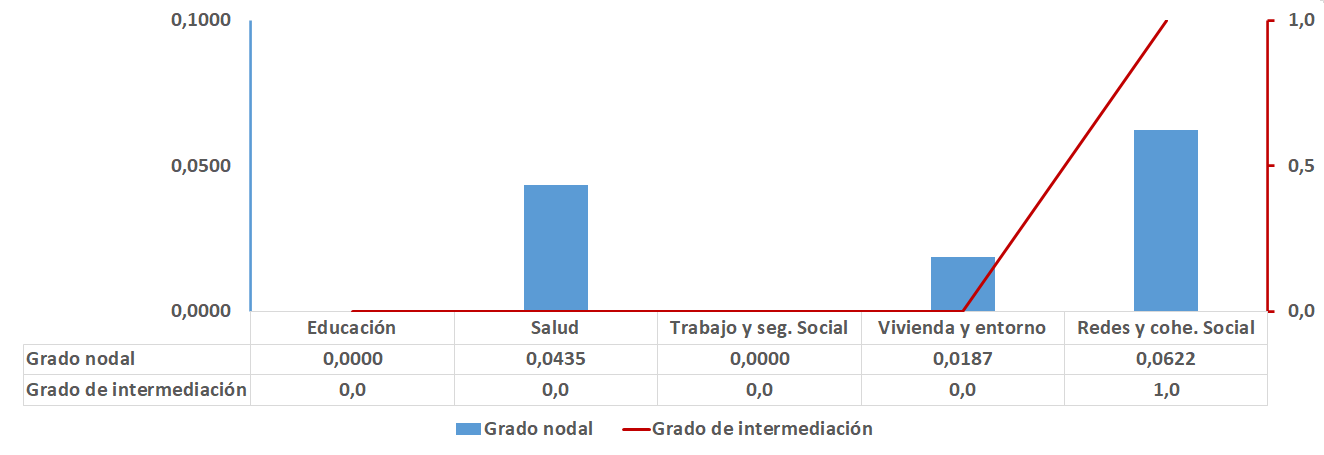 0,1000 1,0
0,0500 0,5
0,0000 0,0
Educación Salud Trabajo y seg. Social Vivienda y entorno Redes y cohe. Social
Grado nodal 0,0000 0,0435 0,0000 0,0187 0,0622
Grado de intermediación 0,0 0,0 0,0 0,0 1,0
Grado nodal Grado de intermediación